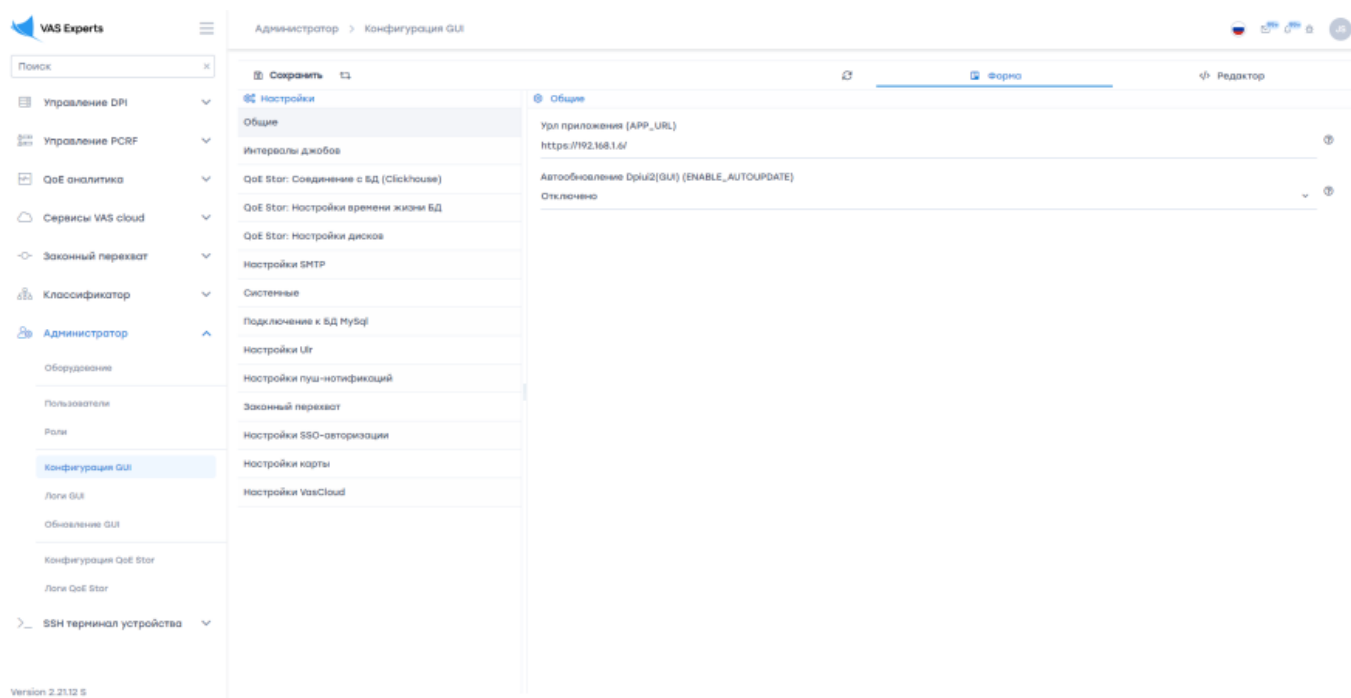 VAS Experts
Администратор > Конфигурация GUI
99+ 99+
JS
Поиск
Управление DPI
Управление PCRF
QoE аналитика
Сервисы VAS cloud
Законный перехват
Классификатор
Администратор
Оборудование
Пользователи
Роли
Конфигурация GUI
Логи GUI
Обновление GUI
Конфигурация QoE Stor
Логи QoE Stor
SSH терминал устройства
Version 2.21.12 S
Сохранить
Форма
Редактор
Настройки
Общие
Интервалы джобов
QoE Stor: Соединение с БД (Clickhouse)
QoE Stor: Настройки времени жизни БД
QoE Stor: Настройки дисков
Настройки SMTP
Системные
Подключение к БД MySql
Настройки Ulr
Настройки пуш-нотификаций
Законный перехват
Настройки SSO-авторизации
Настройки карты
Настройки VasCloud
Общие
Урл приложения (APP_URL)
https://192.168.1.6/
Автообновление Dpiui2(GUI) (ENABLE_AUTOUPDATE)
Отключено